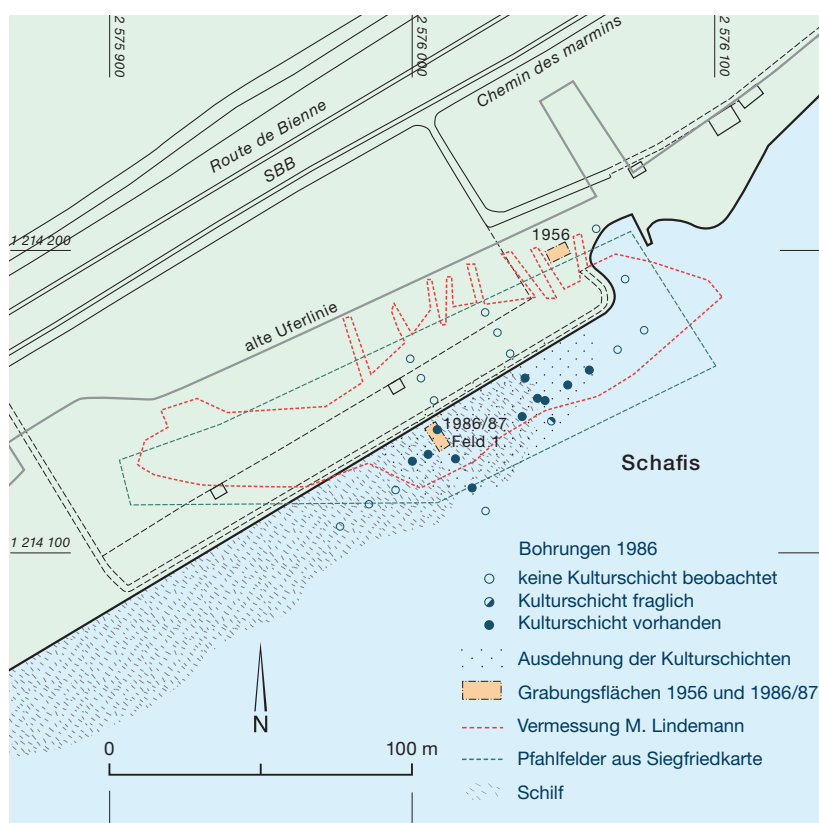 2 575 900
2 576 000
2 576 100
Chemin des marmins
Route de Bienne
SBB
1 214 200
1956
alte Uferlinie
1986/87
Feld 1
Schafis
1 214 100
Bohrungen 1986
keine Kulturschicht beobachtet
Kulturschicht fraglich
Kulturschicht vorhanden
Ausdehnung der Kulturschichten
Grabungsflächen 1956 und 1986/87
Vermessung M. Lindemann
Pfahlfelder aus Siegfriedkarte
Schilf
N
0 100 m